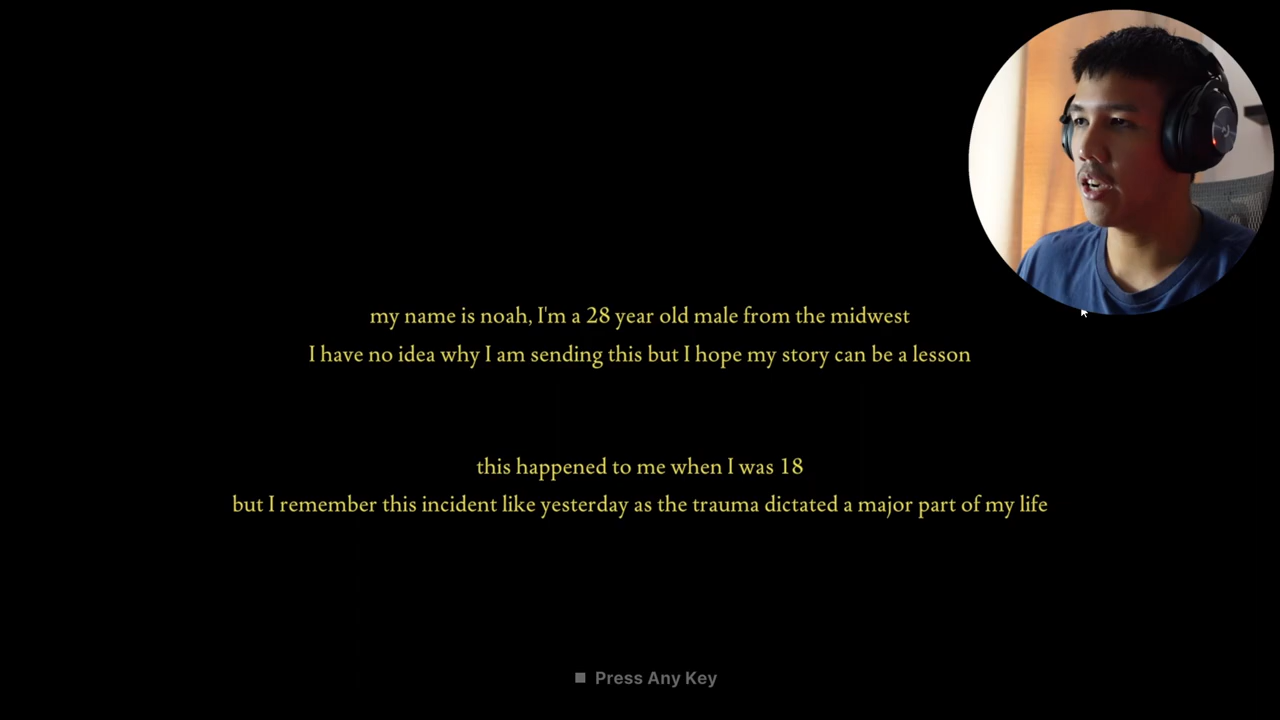 my name is noah, I'm a 28 year old male from the midwest
I have no idea why I am sending this but I hope my story can be a lesson
this happened to me when I was 18
but I remember this incident like yesterday as the trauma dictated a major part of my life
Press Any Key